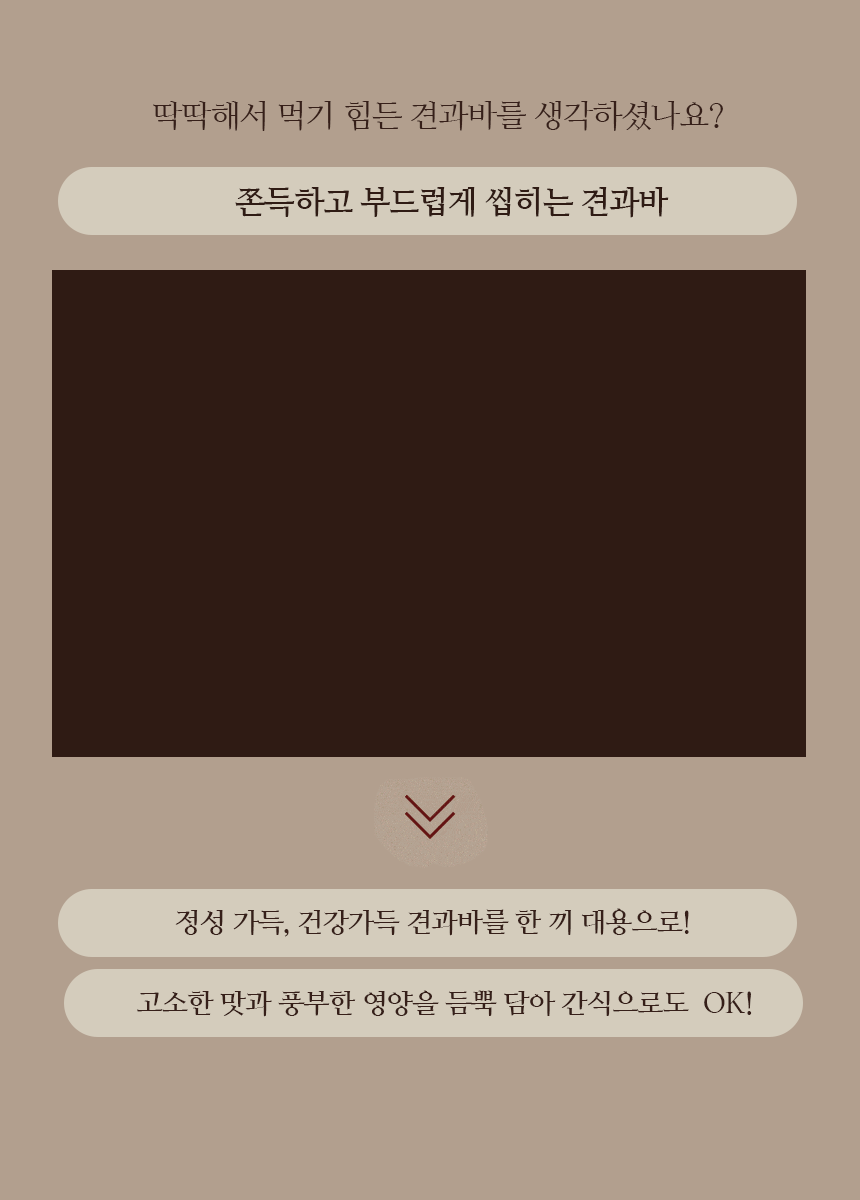 딱딱해서 먹기 힘든 견과바를 생각하셨나요?
쫀득하고 부드럽게 씹히는 견과바
정성 가득, 건강가득 견과바를 한 끼 대용으로!
고소한 맛과 풍부한 영양을 듬뿍 담아 간식으로도 OK!